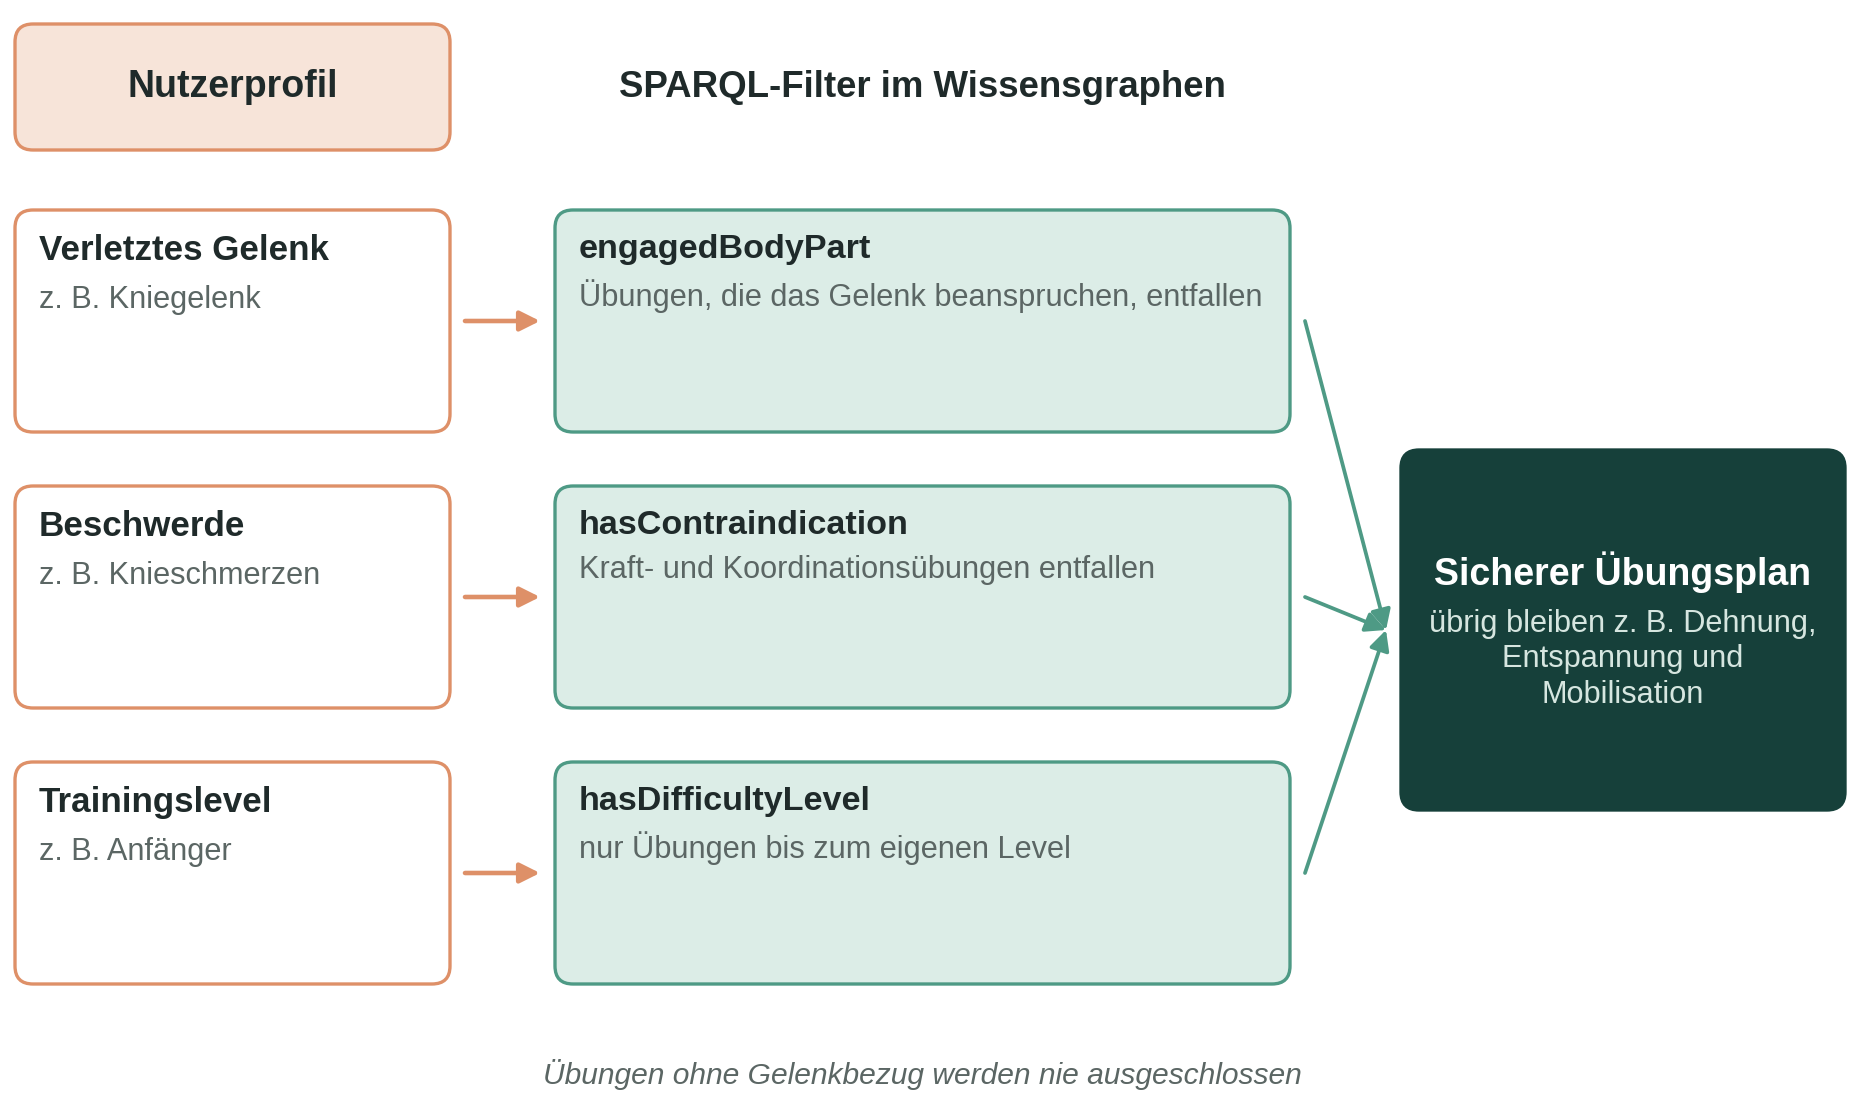 Nutzerprofil
SPARQL-Filter im Wissensgraphen
Verletztes Gelenk
z. B. Kniegelenk
engagedBodyPart
Übungen, die das Gelenk beanspruchen, entfallen
Beschwerde
z. B. Knieschmerzen
hasContraindication
Kraft- und Koordinationsübungen entfallen
Trainingslevel
z. B. Anfänger
hasDifficultyLevel
nur Übungen bis zum eigenen Level
Sicherer Übungsplan
übrig bleiben z. B. Dehnung,
Entspannung und
Mobilisation
Übungen ohne Gelenkbezug werden nie ausgeschlossen